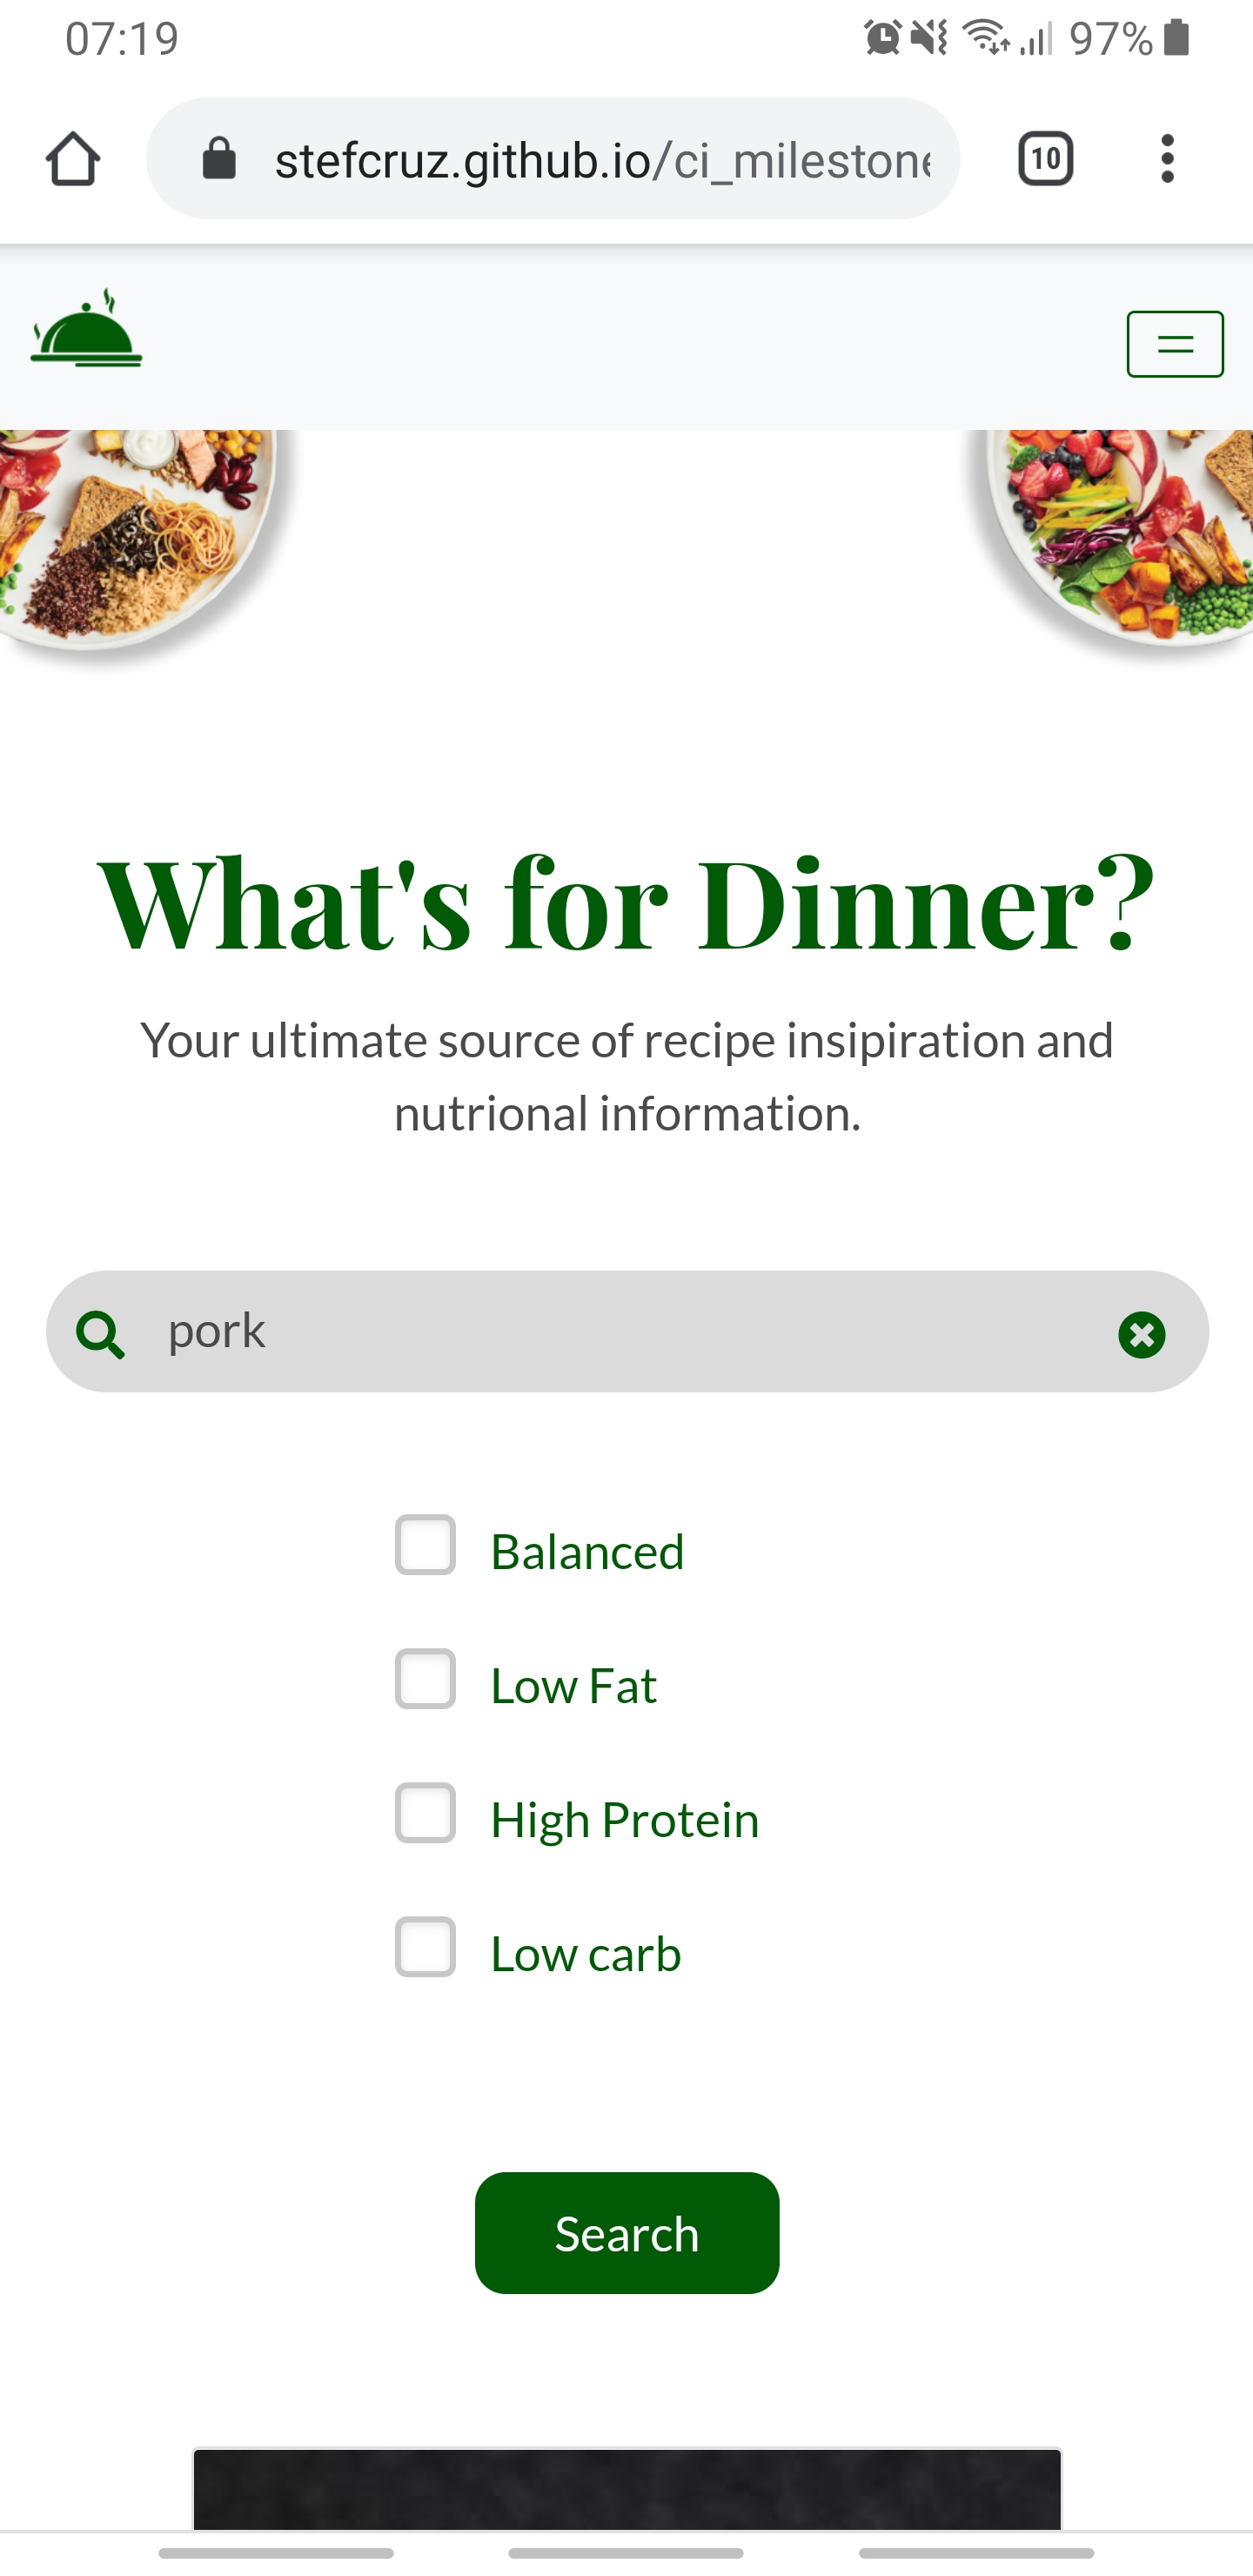 07:19
97%
stefcruz.github.io/ci_milestone
10
What's for Dinner?
Your ultimate source of recipe insipiration and
nutrional information.
pork
Balanced
Low Fat
High Protein
Low carb
Search